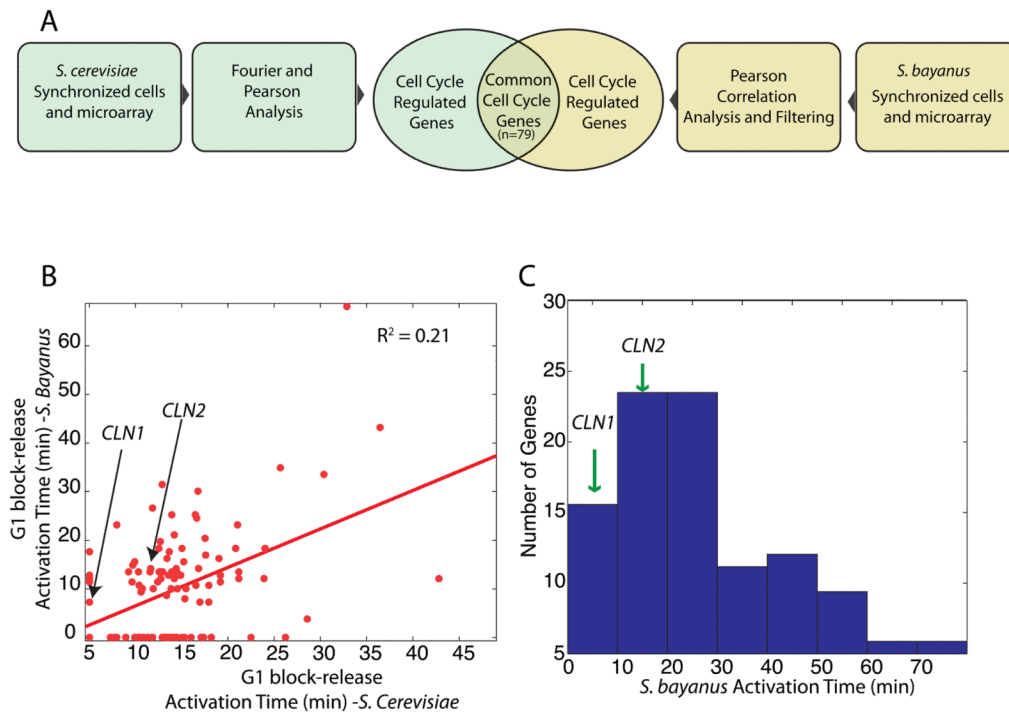 A
S. cerevisiae
Synchronized cells
and microarray
Fourier and
Pearson
Analysis
Cell Cycle
Regulated
Genes
Common
Cell Cycle
Genes
(n=79)
Cell Cycle
Regulated
Genes
Pearson
Correlation
Analysis and Filtering
S. bayanus
Synchronized cells
and microarray
B
R² = 0.21
CLN1
CLN2
G1 block-release
Activation Time (min) -S. Bayanus
60
50
40
30
20
10
0
5 10 15 20 25 30 35 40 45
G1 block-release
Activation Time (min) -S. Cerevisiae
C
CLN2
CLN1
Number of Genes
30
25
20
15
10
5
0 10 20 30 40 50 60 70
S. bayanus Activation Time (min)